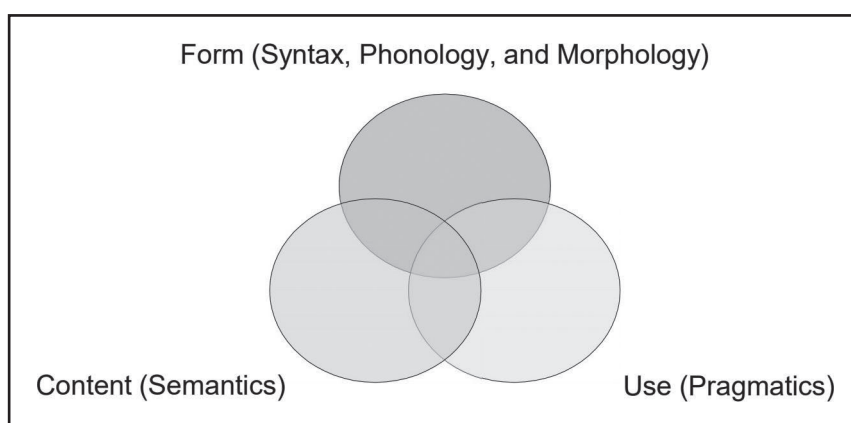 Form (Syntax, Phonology, and Morphology)
Content (Semantics)
Use (Pragmatics)